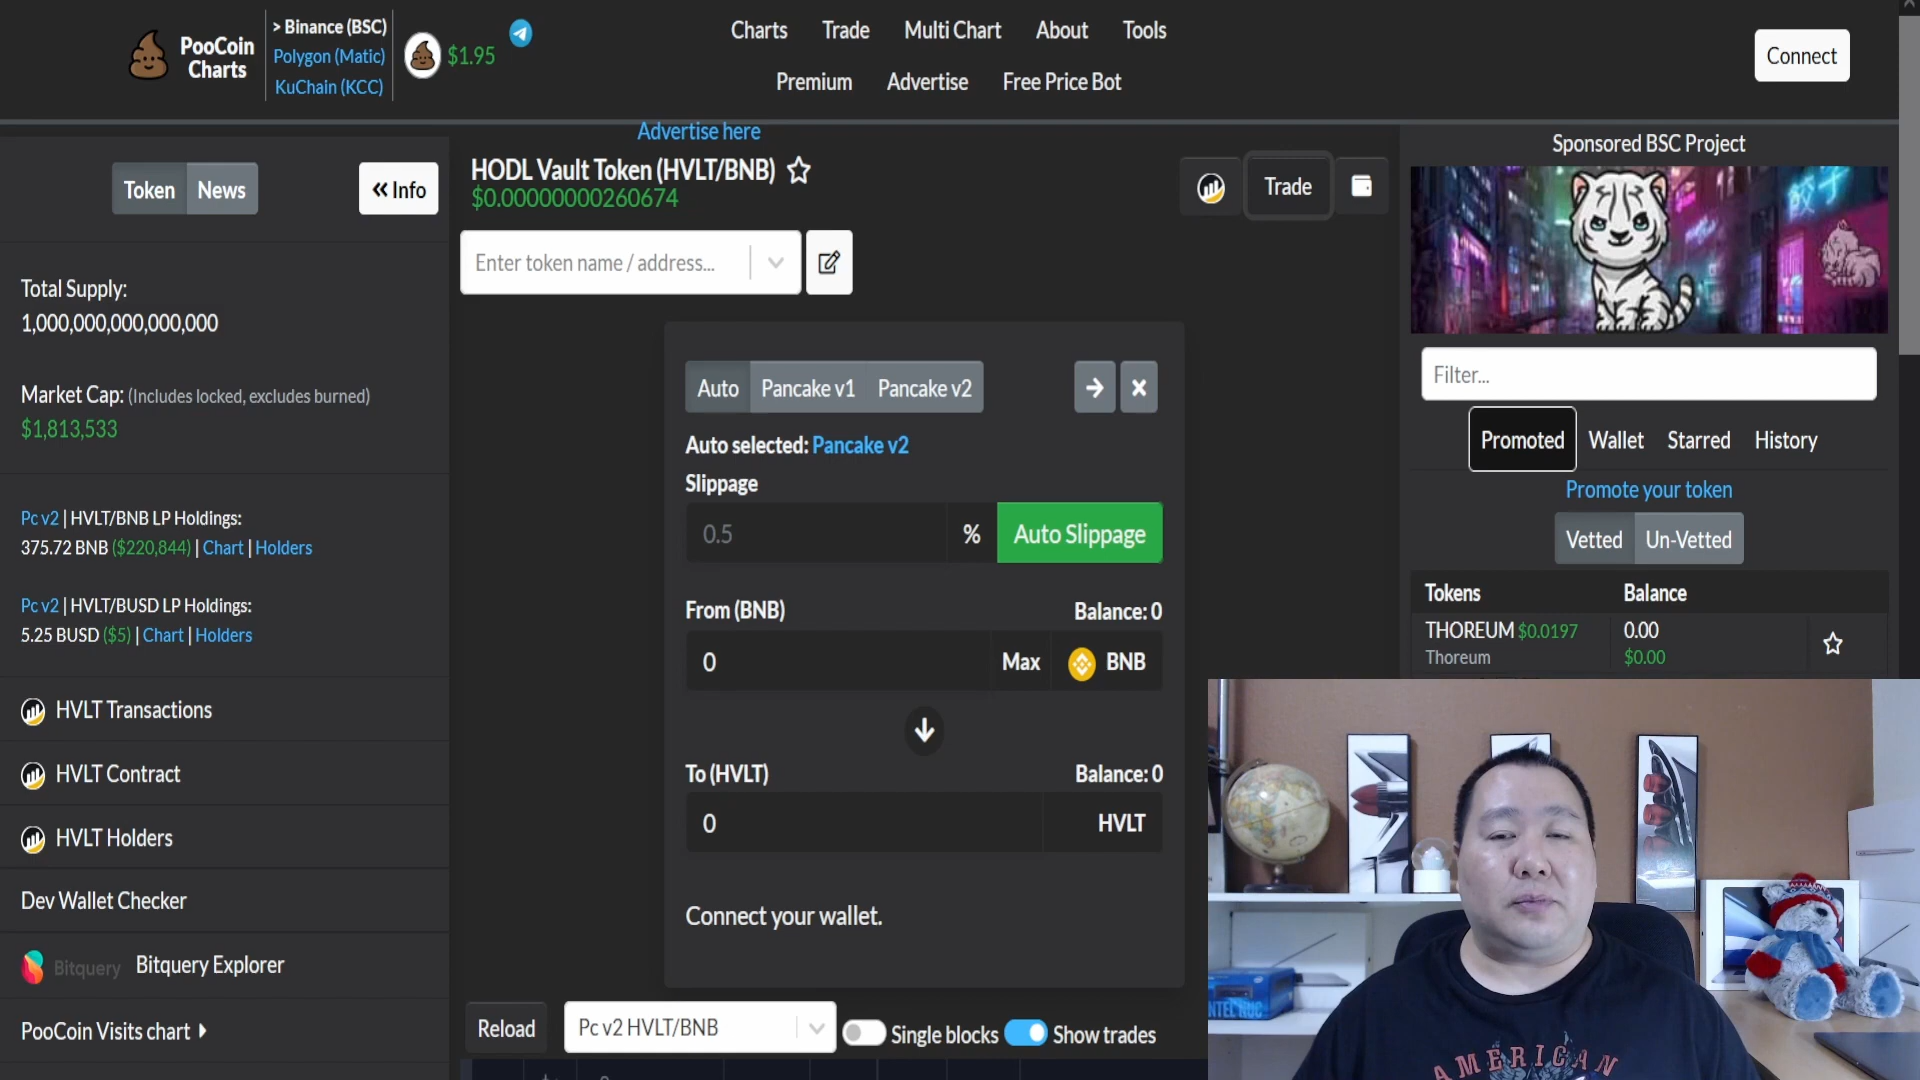 PooCoin
Charts
> Binance (BSC)
Polygon (Matic)
KuChain (KCC)
$1.95
Charts
Trade
Multi Chart
About
Tools
Premium
Advertise
Free Price Bot
Connect
Token
News
« Info
Total Supply:
1,000,000,000,000,000
Market Cap: (Includes locked, excludes burned)
$1,813,533
Pc v2 | HVLT/BNB LP Holdings:
375.72 BNB ($220,844) | Chart | Holders
Pc v2 | HVLT/BUSD LP Holdings:
5.25 BUSD ($5) | Chart | Holders
HVLT Transactions
HVLT Contract
HVLT Holders
Dev Wallet Checker
Bitquery Bitquery Explorer
PooCoin Visits chart
Advertise here
HODL Vault Token (HVLT/BNB)
$0.00000000260674
Trade
Enter token name / address...
Auto
Pancake v1
Pancake v2
Auto selected: Pancake v2
Slippage
0.5 %
Auto Slippage
From (BNB)
Balance: 0
0
Max
BNB
To (HVLT)
Balance: 0
0
HVLT
Connect your wallet.
Reload
Pc v2 HVLT/BNB
Single blocks
Show trades
Sponsored BSC Project
餃子
Filter...
Promoted
Wallet
Starred
History
Promote your token
Vetted
Un-Vetted
Tokens
Balance
THOREUM $0.0197
0.00
Thoreum
$0.00
INTEL NUC
AMERICAN